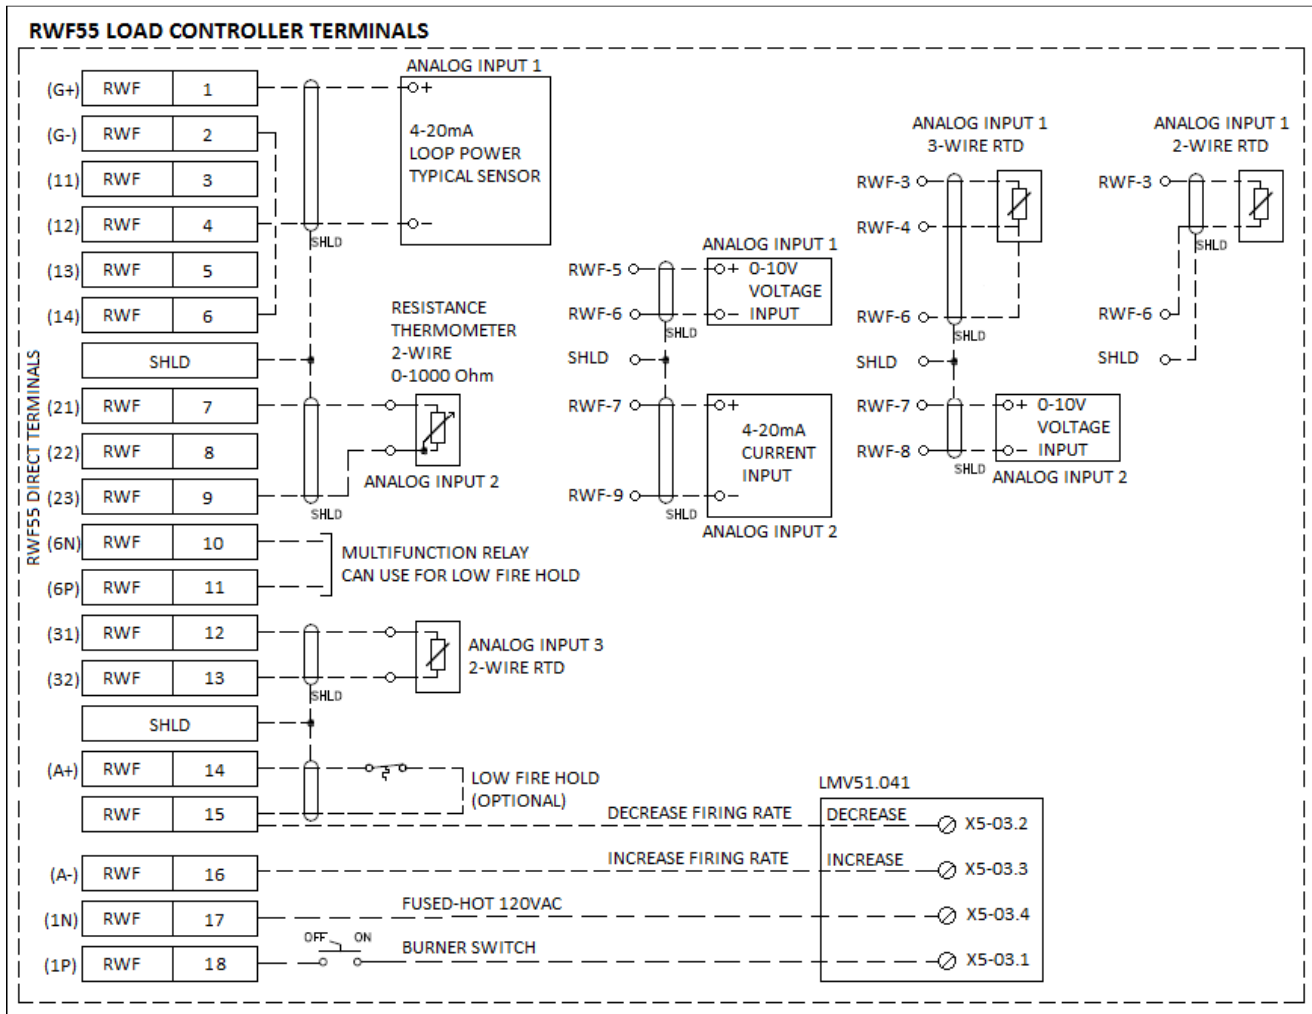 RWF55 LOAD CONTROLLER TERMINALS
RWF55 DIRECT TERMINALS
(G+) RWF 1
(G-) RWF 2
(11) RWF 3
(12) RWF 4
(13) RWF 5
(14) RWF 6
SHLD
(21) RWF 7
(22) RWF 8
(23) RWF 9
(6N) RWF 10
(6P) RWF 11
(31) RWF 12
(32) RWF 13
SHLD
(A+) RWF 14
RWF 15
(A-) RWF 16
(1N) RWF 17
(1P) RWF 18
ANALOG INPUT 1
+
4-20mA
LOOP POWER
TYPICAL SENSOR
-
SHLD
RESISTANCE
THERMOMETER
2-WIRE
0-1000 Ohm
ANALOG INPUT 2
SHLD
MULTIFUNCTION RELAY
CAN USE FOR LOW FIRE HOLD
ANALOG INPUT 3
2-WIRE RTD
SHLD
LOW FIRE HOLD
(OPTIONAL)
DECREASE FIRING RATE
INCREASE FIRING RATE
FUSED-HOT 120VAC
OFF ON
BURNER SWITCH
LMV51.041
DECREASE X5-03.2
INCREASE X5-03.3
X5-03.4
X5-03.1
ANALOG INPUT 1
RWF-5 + 0-10V
VOLTAGE
RWF-6 - INPUT
SHLD
SHLD
RWF-7 +
4-20mA
CURRENT
INPUT
RWF-9 -
SHLD
ANALOG INPUT 2
ANALOG INPUT 1
3-WIRE RTD
RWF-3
RWF-4
RWF-6
SHLD
SHLD
RWF-7 + 0-10V
VOLTAGE
RWF-8 - INPUT
SHLD
ANALOG INPUT 2
ANALOG INPUT 1
2-WIRE RTD
RWF-3
SHLD
RWF-6
SHLD